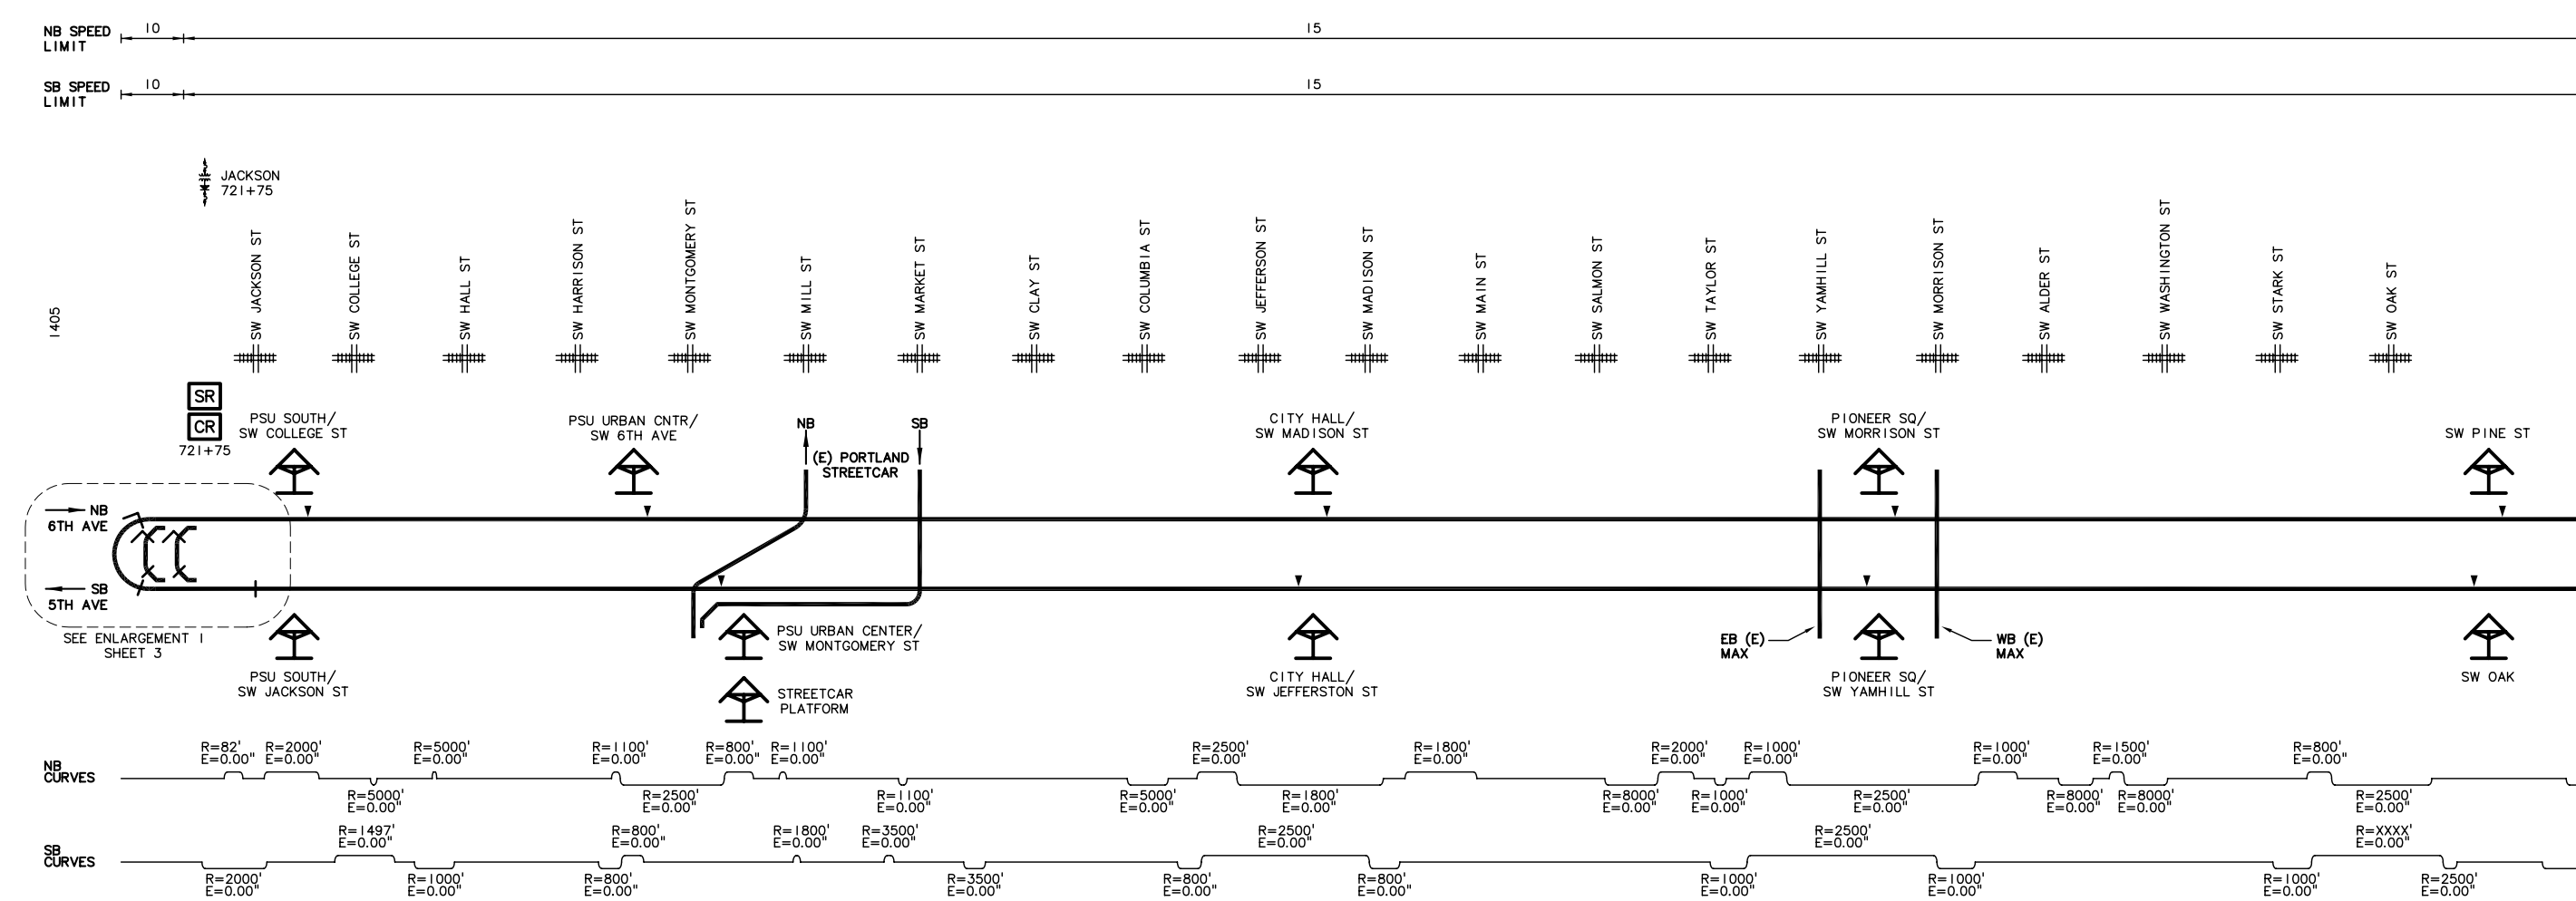 NB SPEED
LIMIT
10
15
SB SPEED
LIMIT
10
15
JACKSON
721+75
1405
SW JACKSON ST
SW COLLEGE ST
SW HALL ST
SW HARRISON ST
SW MONTGOMERY ST
SW MILL ST
SW MARKET ST
SW CLAY ST
SW COLUMBIA ST
SW JEFFERSON ST
SW MADISON ST
SW MAIN ST
SW SALMON ST
SW TAYLOR ST
SW YAMHILL ST
SW MORRISON ST
SW ALDER ST
SW WASHINGTON ST
SW STARK ST
SW OAK ST
SR
CR
721+75
PSU SOUTH/
SW COLLEGE ST
PSU URBAN CNTR/
SW 6TH AVE
NB
SB
(E) PORTLAND
STREETCAR
CITY HALL/
SW MADISON ST
PIONEER SQ/
SW MORRISON ST
SW PINE ST
NB
6TH AVE
SB
5TH AVE
SEE ENLARGEMENT 1
SHEET 3
PSU SOUTH/
SW JACKSON ST
PSU URBAN CENTER/
SW MONTGOMERY ST
STREETCAR
PLATFORM
CITY HALL/
SW JEFFERSTON ST
EB (E)
MAX
PIONEER SQ/
SW YAMHILL ST
WB (E)
MAX
SW OAK
NB
CURVES
R=82'
E=0.00"
R=2000'
E=0.00"
R=5000'
E=0.00"
R=5000'
E=0.00"
R=1100'
E=0.00"
R=2500'
E=0.00"
R=800'
E=0.00"
R=1100'
E=0.00"
R=1100'
E=0.00"
R=5000'
E=0.00"
R=2500'
E=0.00"
R=1800'
E=0.00"
R=1800'
E=0.00"
R=8000'
E=0.00"
R=2000'
E=0.00"
R=1000'
E=0.00"
R=1000'
E=0.00"
R=2500'
E=0.00"
R=1000'
E=0.00"
R=8000'
E=0.00"
R=1500'
E=0.00"
R=8000'
E=0.00"
R=800'
E=0.00"
R=2500'
E=0.00"
SB
CURVES
R=2000'
E=0.00"
R=1497'
E=0.00"
R=1000'
E=0.00"
R=800'
E=0.00"
R=800'
E=0.00"
R=1800'
E=0.00"
R=3500'
E=0.00"
R=3500'
E=0.00"
R=800'
E=0.00"
R=2500'
E=0.00"
R=800'
E=0.00"
R=1000'
E=0.00"
R=2500'
E=0.00"
R=1000'
E=0.00"
R=1000'
E=0.00"
R=XXXX'
E=0.00"
R=2500'
E=0.00"